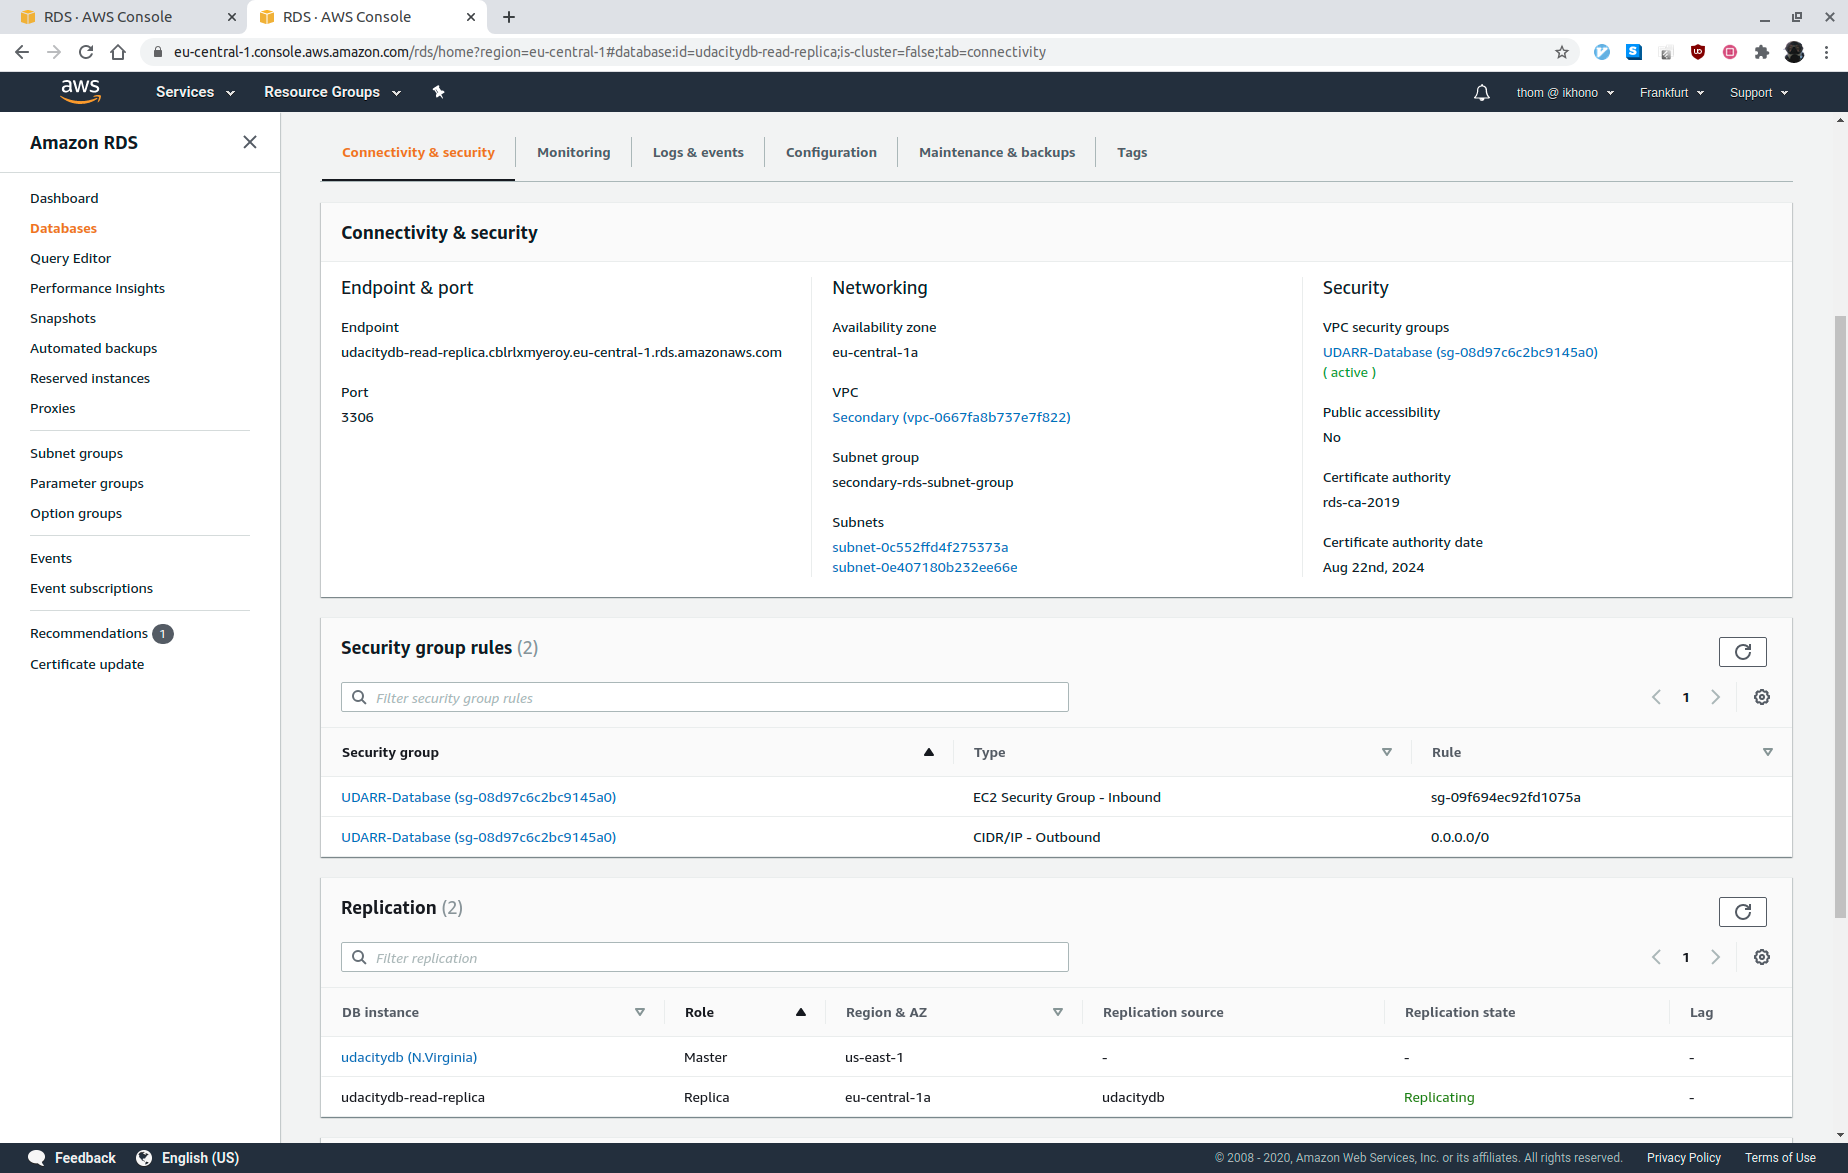 RDS · AWS Console
RDS · AWS Console
eu-central-1.console.aws.amazon.com/rds/home?region=eu-central-1#database:id=udacitydb-read-replica;is-cluster=false;tab=connectivity
aws
Services
Resource Groups
thom @ ikhono
Frankfurt
Support
Amazon RDS
Dashboard
Databases
Query Editor
Performance Insights
Snapshots
Automated backups
Reserved instances
Proxies
Subnet groups
Parameter groups
Option groups
Events
Event subscriptions
Recommendations 1
Certificate update
Connectivity & security
Monitoring
Logs & events
Configuration
Maintenance & backups
Tags
Connectivity & security
Endpoint & port
Endpoint
udacitydb-read-replica.cblrlxmyeroy.eu-central-1.rds.amazonaws.com
Port
3306
Networking
Availability zone
eu-central-1a
VPC
Secondary (vpc-0667fa8b737e7f822)
Subnet group
secondary-rds-subnet-group
Subnets
subnet-0c552ffd4f275373a
subnet-0e407180b232ee66e
Security
VPC security groups
UDARR-Database (sg-08d97c6c2bc9145a0)
( active )
Public accessibility
No
Certificate authority
rds-ca-2019
Certificate authority date
Aug 22nd, 2024
Security group rules (2)
Filter security group rules
1
Security group Type Rule
UDARR-Database (sg-08d97c6c2bc9145a0) EC2 Security Group - Inbound sg-09f694ec92fd1075a
UDARR-Database (sg-08d97c6c2bc9145a0) CIDR/IP - Outbound 0.0.0.0/0
Replication (2)
Filter replication
1
DB instance Role Region & AZ Replication source Replication state Lag
udacitydb (N.Virginia) Master us-east-1 - - -
udacitydb-read-replica Replica eu-central-1a udacitydb Replicating -
Feedback
English (US)
© 2008 - 2020, Amazon Web Services, Inc. or its affiliates. All rights reserved.
Privacy Policy
Terms of Use